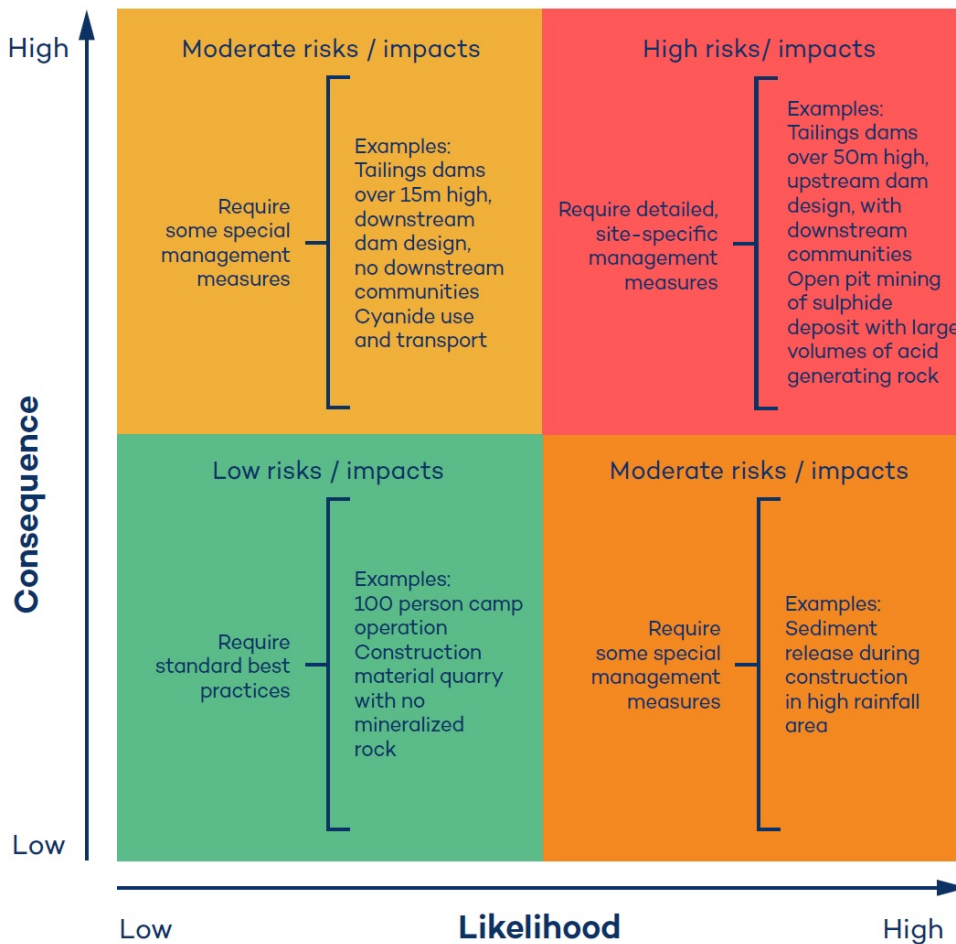 High
Consequence
Low
Moderate risks / impacts
Require
some special
management
measures
Examples:
Tailings dams
over 15m high,
downstream
dam design,
no downstream
communities
Cyanide use
and transport
High risks/ impacts
Require detailed,
site-specific
management
measures
Examples:
Tailings dams
over 50m high,
upstream dam
design, with
downstream
communities
Open pit mining
of sulphide
deposit with large
volumes of acid
generating rock
Low risks / impacts
Require
standard best
practices
Examples:
100 person camp
operation
Construction
material quarry
with no
mineralized
rock
Moderate risks / impacts
Require
some special
management
measures
Examples:
Sediment
release during
construction
in high rainfall
area
Low
Likelihood
High